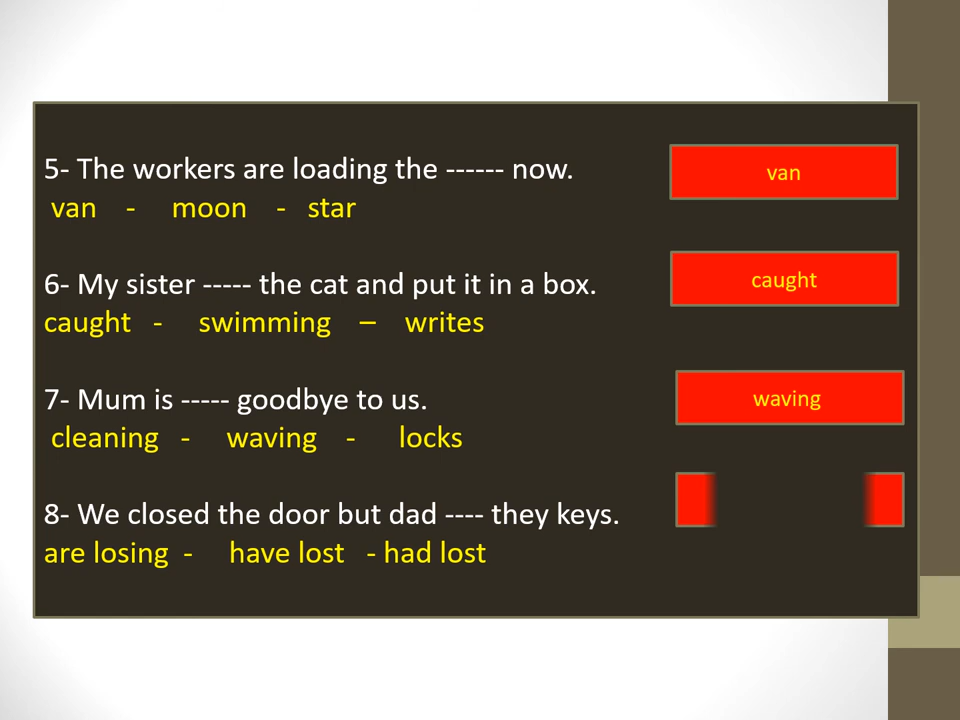 5- The workers are loading the ------ now.
van
van - moon - star
6- My sister ----- the cat and put it in a box.
caught
caught - swimming – writes
7- Mum is ----- goodbye to us.
waving
cleaning - waving - locks
8- We closed the door but dad ---- they keys.
are losing - have lost - had lost